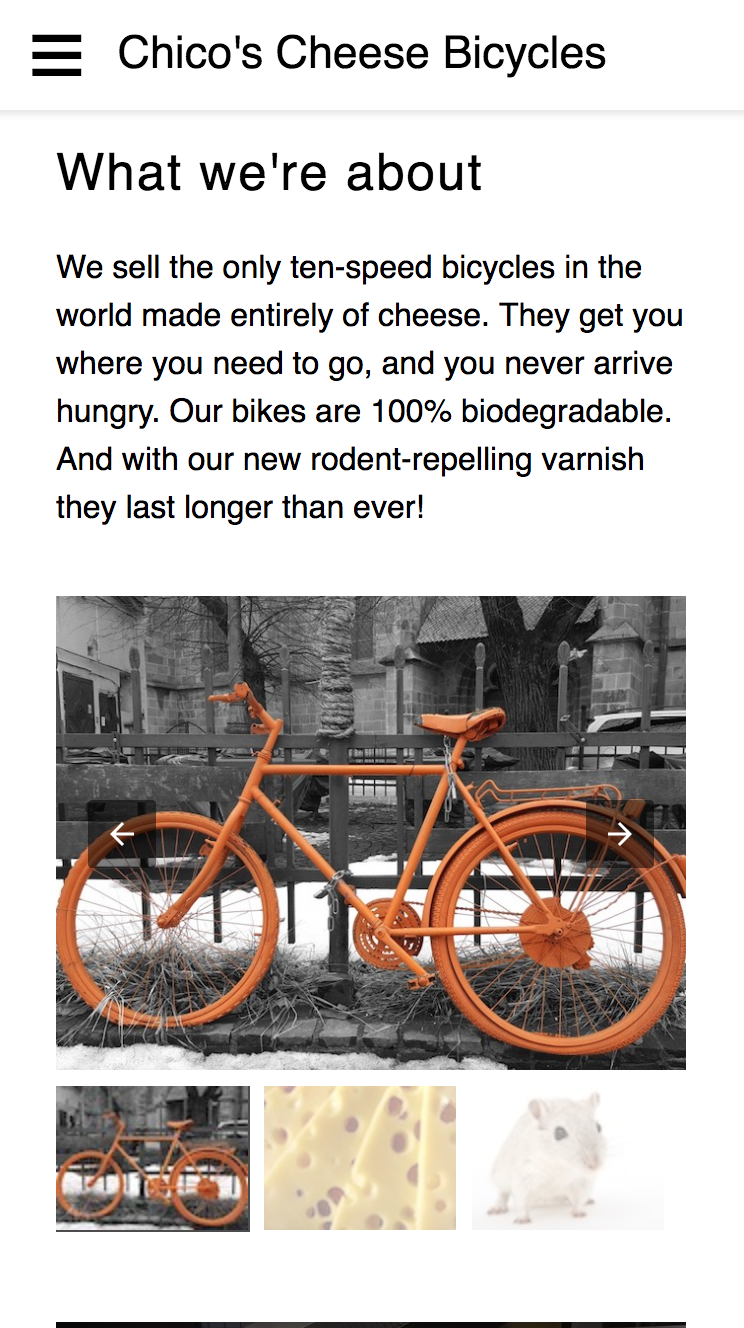 Chico's Cheese Bicycles
What we're about
We sell the only ten-speed bicycles in the
world made entirely of cheese. They get you
where you need to go, and you never arrive
hungry. Our bikes are 100% biodegradable.
And with our new rodent-repelling varnish
they last longer than ever!